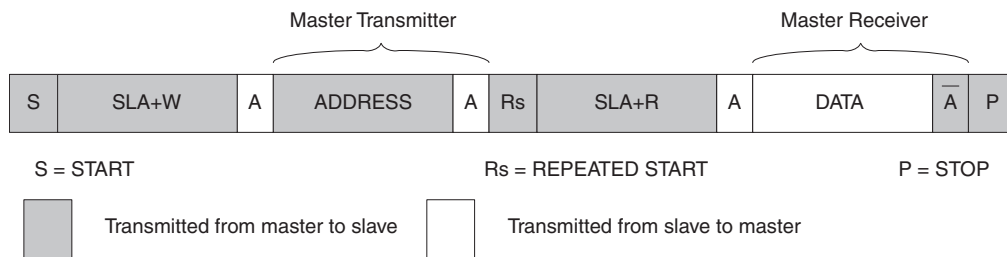 Master Transmitter Master Receiver
S SLA+W A ADDRESS A Rs SLA+R A DATA A̅ P
S = START Rs = REPEATED START P = STOP
Transmitted from master to slave Transmitted from slave to master